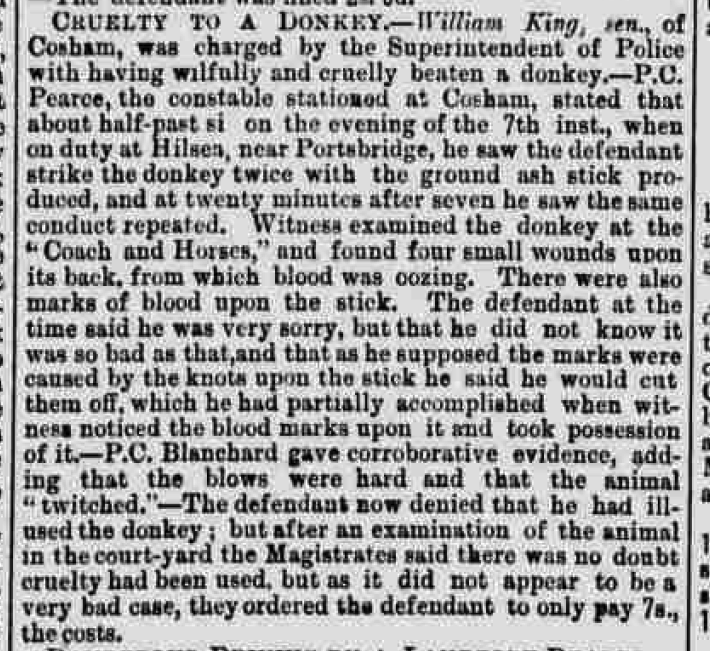 CRUELTY TO A DONKEY.—William King, sen., of
Cosham, was charged by the Superintendent of Police
with having wilfully and cruelly beaten a donkey.—P.C.
Pearce, the constable stationed at Cosham, stated that
about half-past si on the evening of the 7th inst., when
on duty at Hilsea, near Portsbridge, he saw the defendant
strike the donkey twice with the ground ash stick pro-
duced, and at twenty minutes after seven he saw the same
conduct repeated. Witness examined the donkey at the
"Coach and Horses," and found four small wounds upon
its back, from which blood was oozing. There were also
marks of blood upon the stick. The defendant at the
time said he was very sorry, but that he did not know it
was so bad as that,and that as he supposed the marks were
caused by the knots upon the stick he said he would cut
them off, which he had partially accomplished when wit-
ness noticed the blood marks upon it and took possession
of it.—P.C. Blanchard gave corroborative evidence, add-
ing that the blows were hard and that the animal
"twitched."—The defendant now denied that he had ill-
used the donkey; but after an examination of the animal
in the court-yard the Magistrates said there was no doubt
cruelty had been used, but as it did not appear to be a
very bad case, they ordered the defendant to only pay 7s.,
the costs.